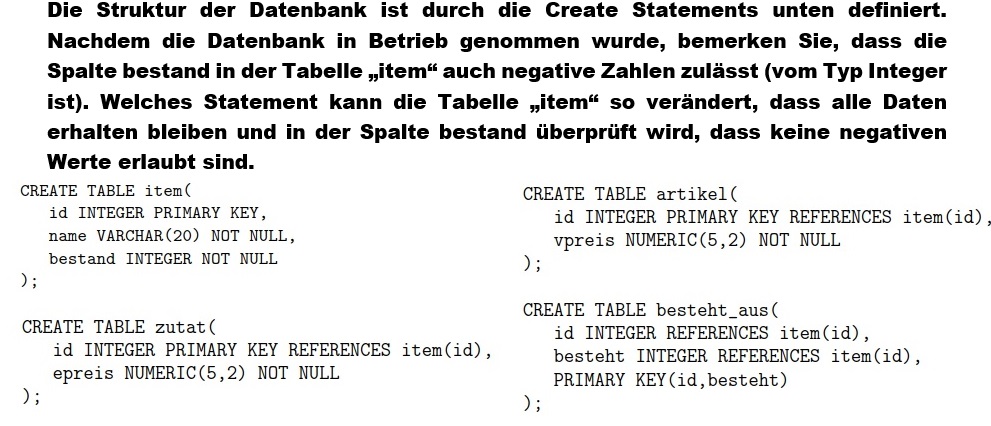 Die Struktur der Datenbank ist durch die Create Statements unten definiert.
Nachdem die Datenbank in Betrieb genommen wurde, bemerken Sie, dass die
Spalte bestand in der Tabelle „item“ auch negative Zahlen zulässt (vom Typ Integer
ist). Welches Statement kann die Tabelle „item“ so verändert, dass alle Daten
erhalten bleiben und in der Spalte bestand überprüft wird, dass keine negativen
Werte erlaubt sind.
CREATE TABLE item(
id INTEGER PRIMARY KEY,
name VARCHAR(20) NOT NULL,
bestand INTEGER NOT NULL
);
CREATE TABLE zutat(
id INTEGER PRIMARY KEY REFERENCES item(id),
epreis NUMERIC(5,2) NOT NULL
);
CREATE TABLE artikel(
id INTEGER PRIMARY KEY REFERENCES item(id),
vpreis NUMERIC(5,2) NOT NULL
);
CREATE TABLE besteht_aus(
id INTEGER REFERENCES item(id),
besteht INTEGER REFERENCES item(id),
PRIMARY KEY(id,besteht)
);